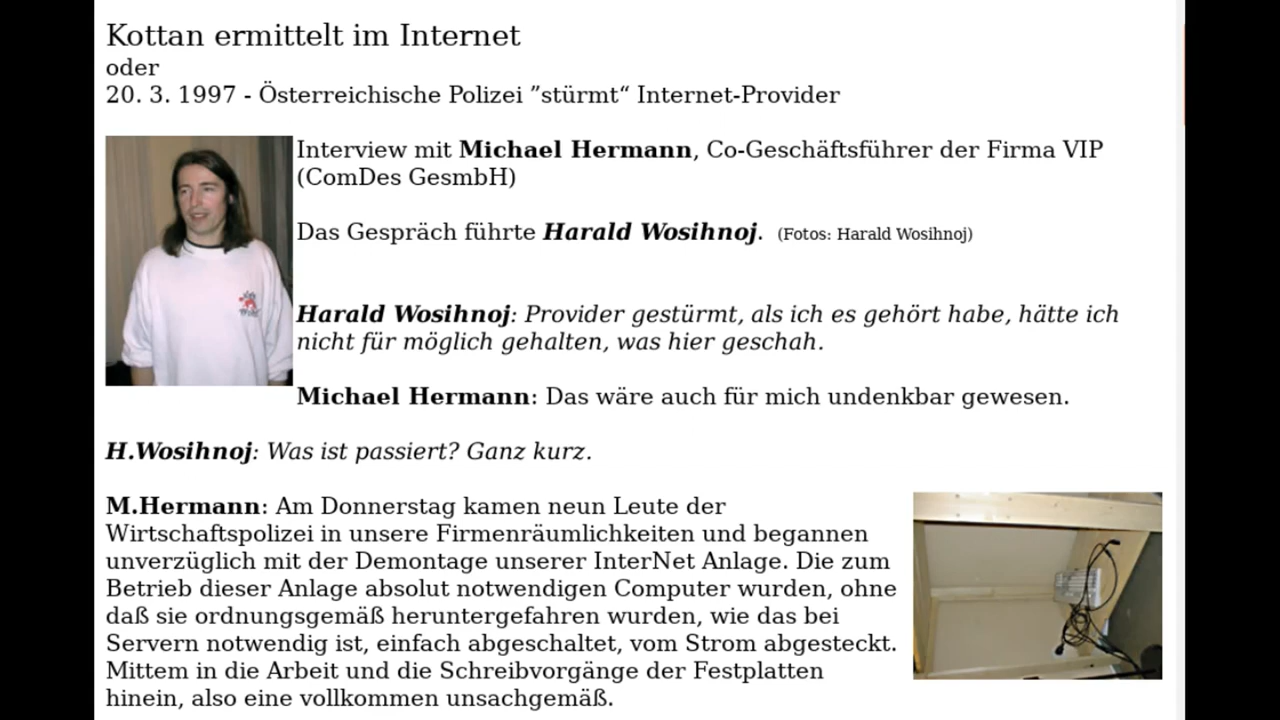 Kottan ermittelt im Internet
oder
20. 3. 1997 - Österreichische Polizei ”stürmt“ Internet-Provider
Interview mit Michael Hermann, Co-Geschäftsführer der Firma VIP
(ComDes GesmbH)
Das Gespräch führte Harald Wosihnoj. (Fotos: Harald Wosihnoj)
Harald Wosihnoj: Provider gestürmt, als ich es gehört habe, hätte ich
nicht für möglich gehalten, was hier geschah.
Michael Hermann: Das wäre auch für mich undenkbar gewesen.
H.Wosihnoj: Was ist passiert? Ganz kurz.
M.Hermann: Am Donnerstag kamen neun Leute der
Wirtschaftspolizei in unsere Firmenräumlichkeiten und begannen
unverzüglich mit der Demontage unserer InterNet Anlage. Die zum
Betrieb dieser Anlage absolut notwendigen Computer wurden, ohne
daß sie ordnungsgemäß heruntergefahren wurden, wie das bei
Servern notwendig ist, einfach abgeschaltet, vom Strom abgesteckt.
Mittem in die Arbeit und die Schreibvorgänge der Festplatten
hinein, also eine vollkommen unsachgemäß.